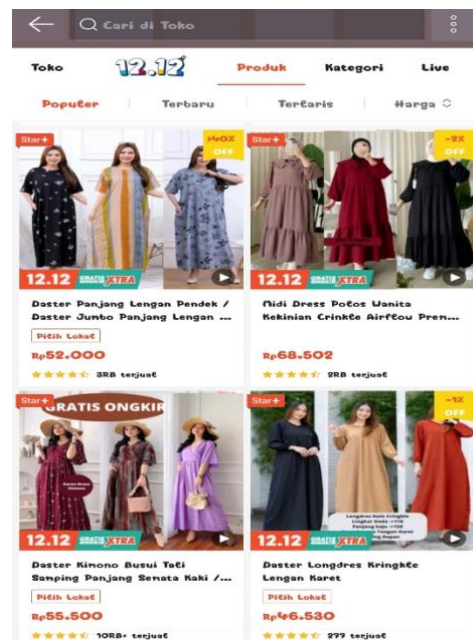 Cari di Toko
Toko 12.12 Produk Kategori Live
Populer Terbaru Terlaris Harga
Star+ >40% OFF
Star+ -2% OFF
12.12 GRATIS ONGKIR XTRA
12.12 GRATIS ONGKIR XTRA
Daster Panjang Lengan Pendek /
Daster Jumbo Panjang Lengan ...
Pilih Lokal
Rp52.000
3RB terjual
Midi Dress Polos Wanita
Kekinian Crinkle Airflow Prem...
Rp68.502
2RB terjual
Star+ GRATIS ONGKIR
Star+ -1% OFF
12.12 GRATIS ONGKIR XTRA
12.12 GRATIS ONGKIR XTRA
Daster Kimono Busui Tali
Samping Panjang Semata Kaki /...
Pilih Lokal
Rp55.500
10RB+ terjual
Daster Longdres Kringkle
Lengan Karet
Pilih Lokal
Rp46.530
277 terjual